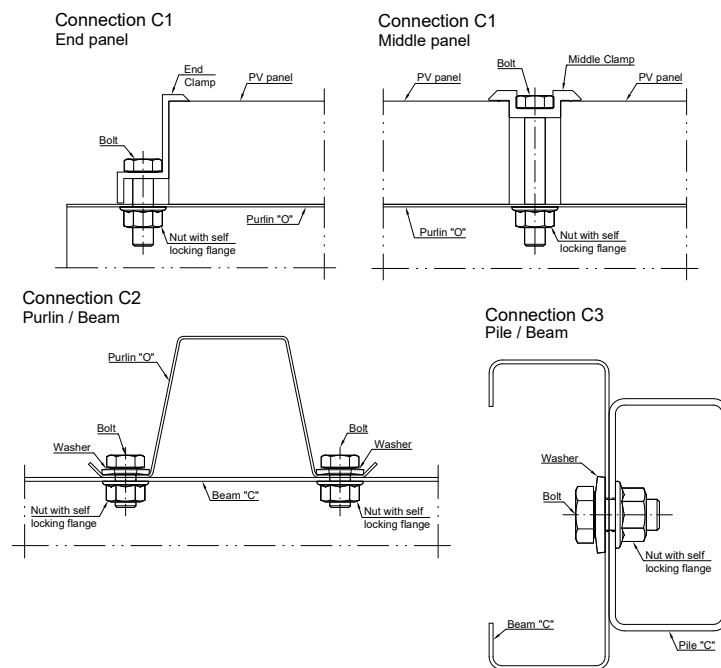 Connection C1
End panel
End
Clamp
PV panel
Bolt
Purlin "O"
Nut with self
locking flange
Connection C1
Middle panel
Bolt
Middle Clamp
PV panel
PV panel
Purlin "O"
Nut with self
locking flange
Connection C2
Purlin / Beam
Purlin "O"
Bolt
Washer
Bolt
Washer
Nut with self
locking flange
Beam "C"
Nut with self
locking flange
Connection C3
Pile / Beam
Washer
Bolt
Nut with self
locking flange
Beam "C"
Pile "C"